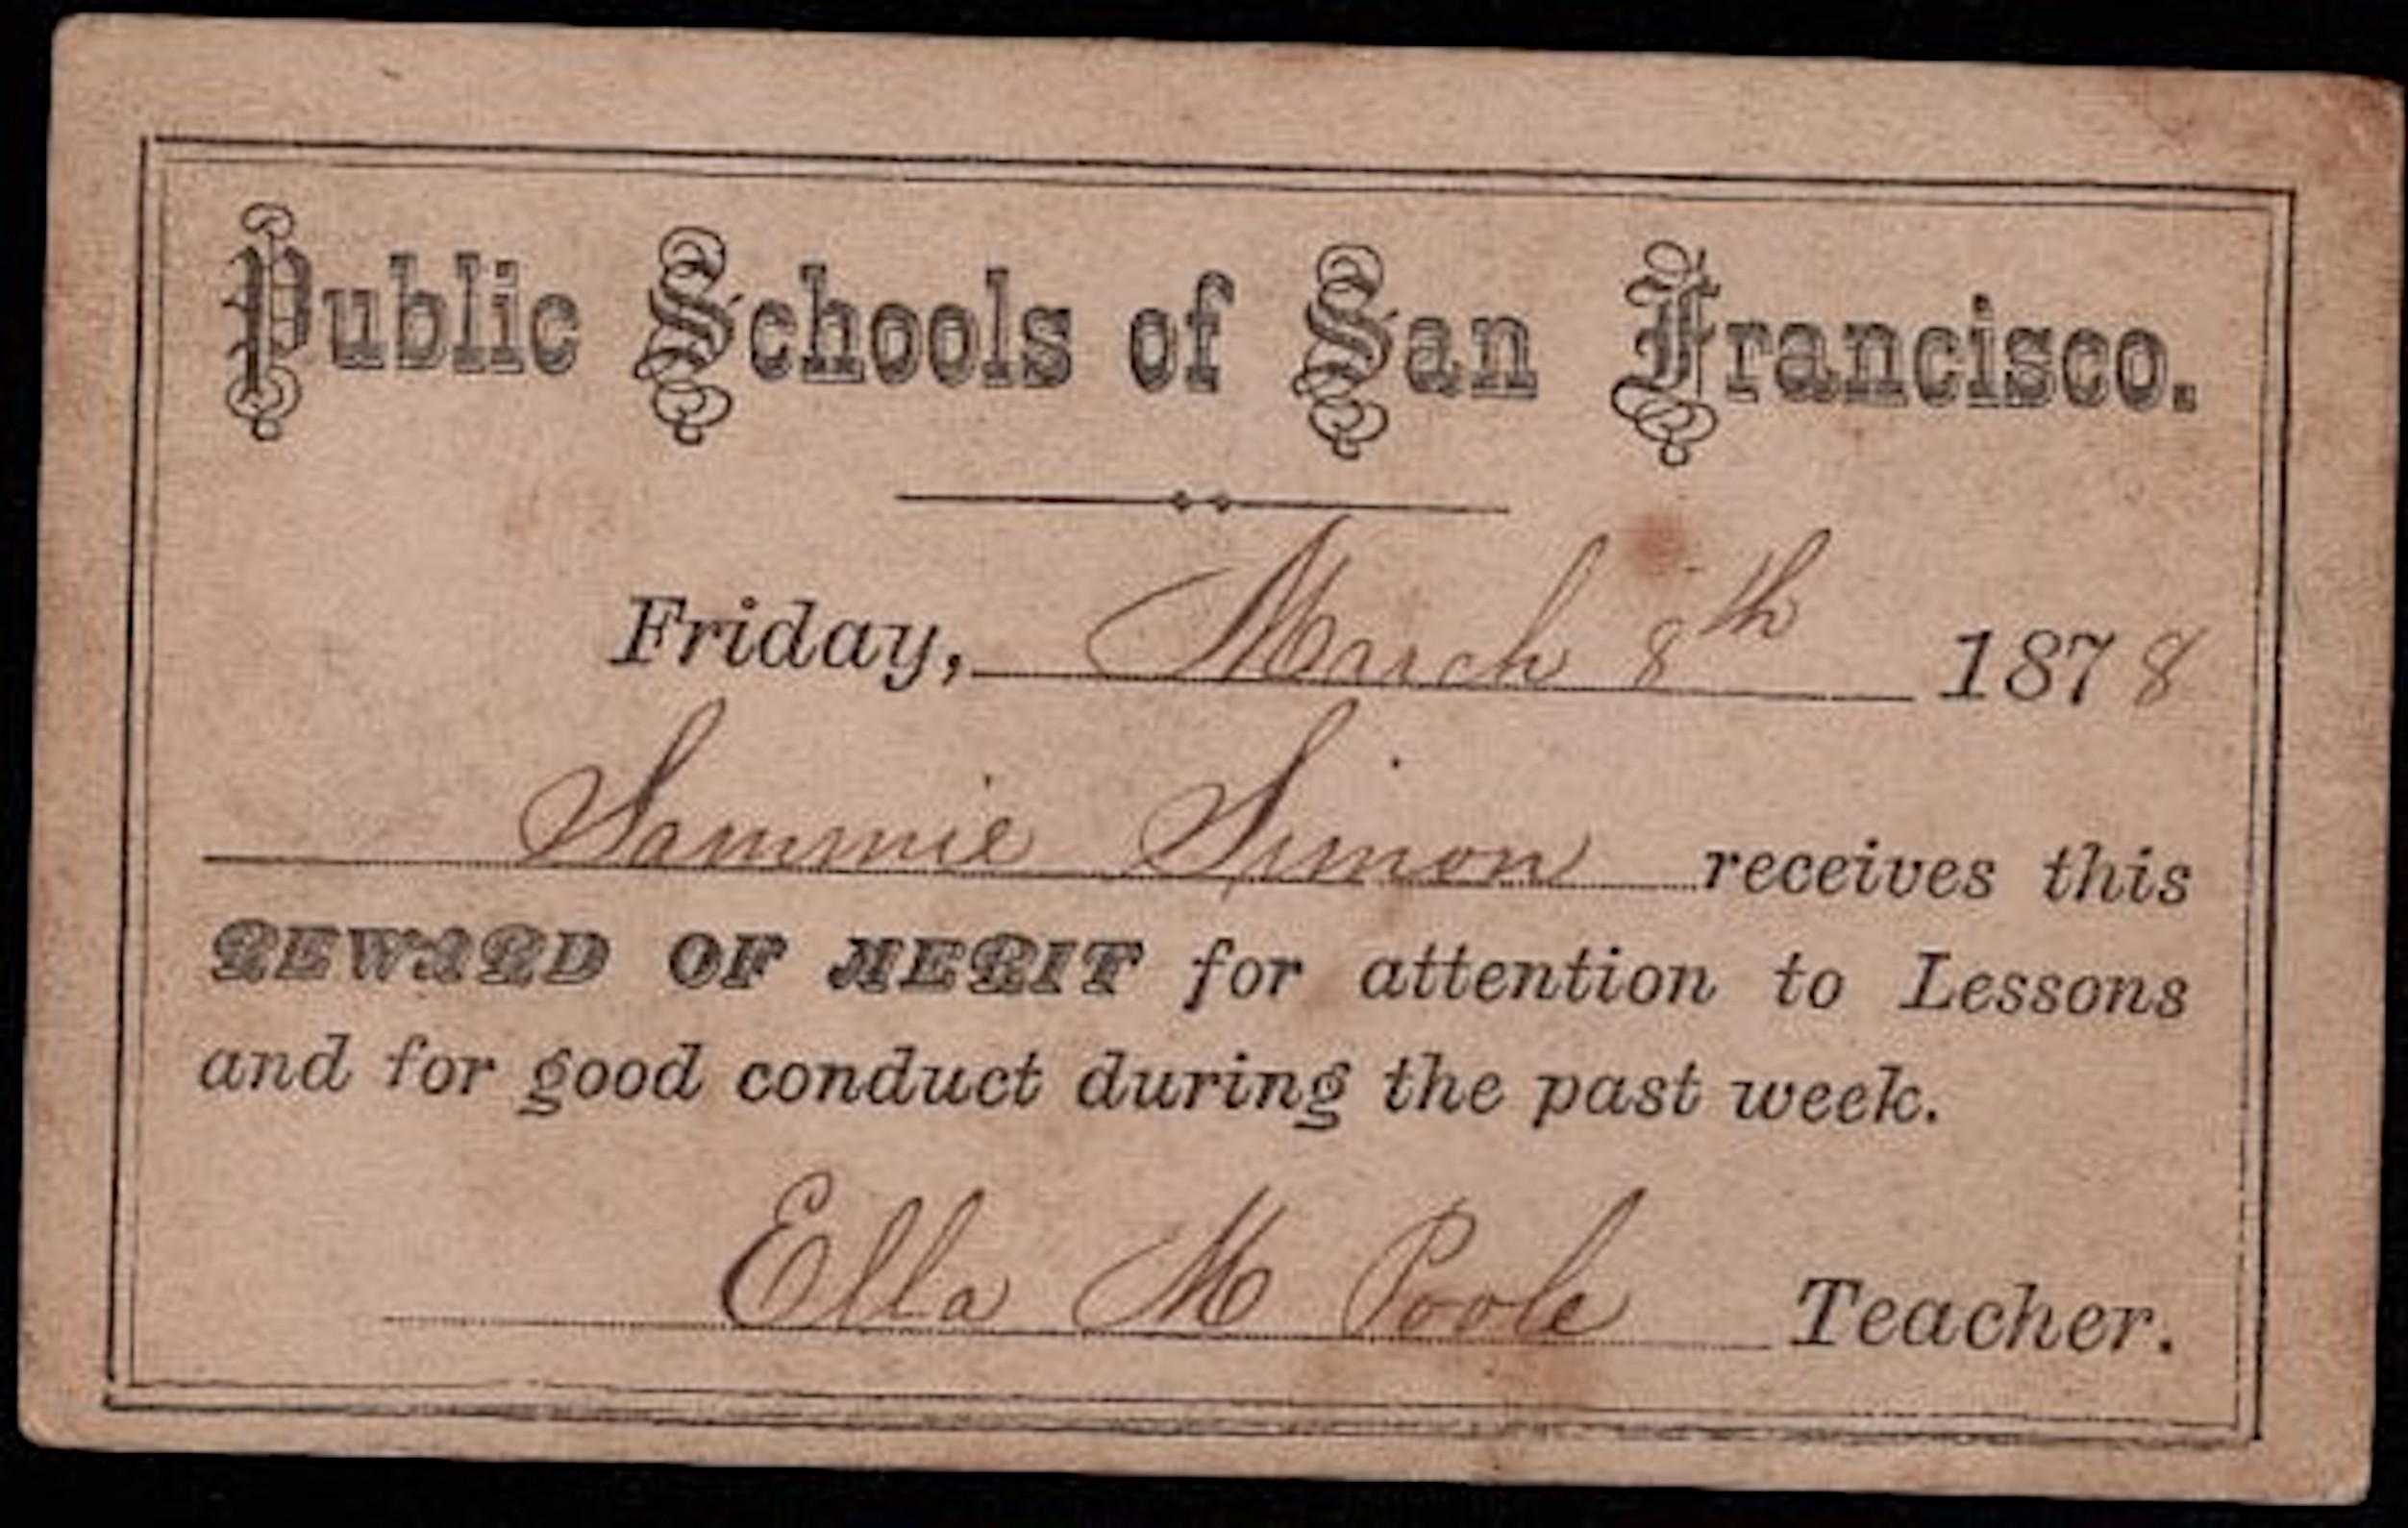 Public Schools of San Francisco.
Friday, March 8th 1878
Sammie Simon receives this
REWARD OF MERIT for attention to Lessons
and for good conduct during the past week.
Ella M Poole Teacher.